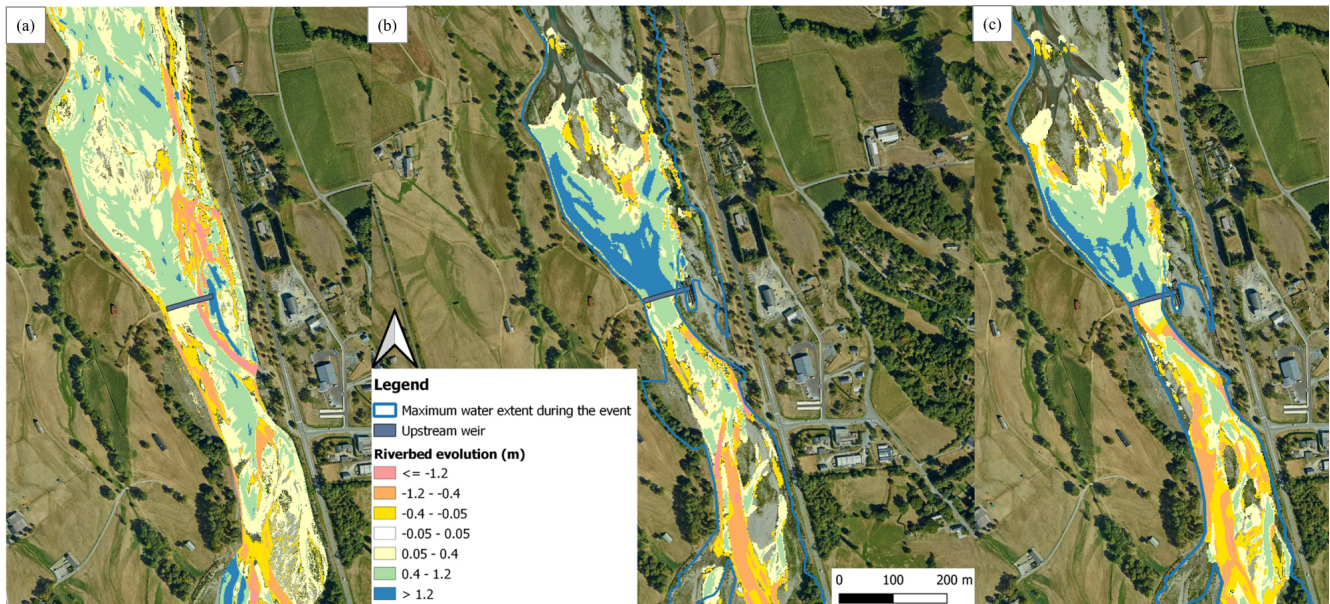 (a)
(b)
(c)
Legend
Maximum water extent during the event
Upstream weir
Riverbed evolution (m)
<= -1.2
-1.2 - -0.4
-0.4 - -0.05
-0.05 - 0.05
0.05 - 0.4
0.4 - 1.2
> 1.2
0 100 200 m